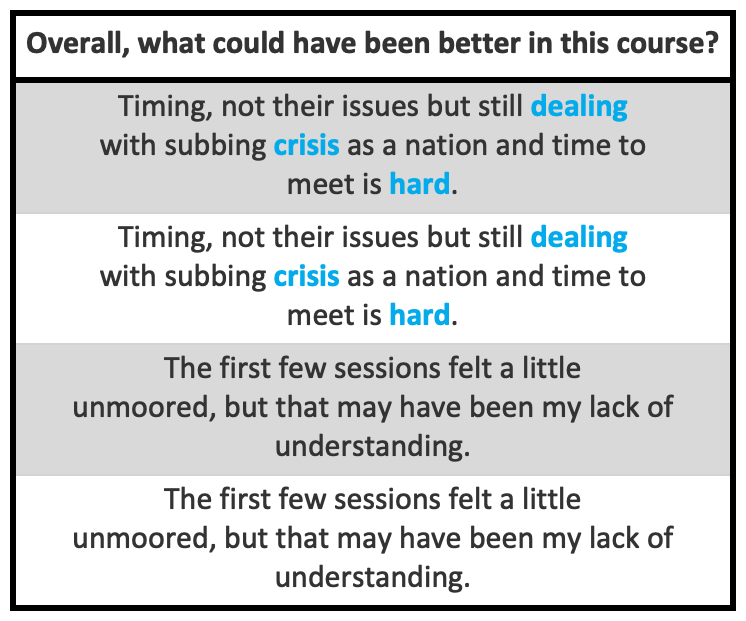 Overall, what could have been better in this course?
Timing, not their issues but still dealing
with subbing crisis as a nation and time to
meet is hard.
Timing, not their issues but still dealing
with subbing crisis as a nation and time to
meet is hard.
The first few sessions felt a little
unmoored, but that may have been my lack of
understanding.
The first few sessions felt a little
unmoored, but that may have been my lack of
understanding.